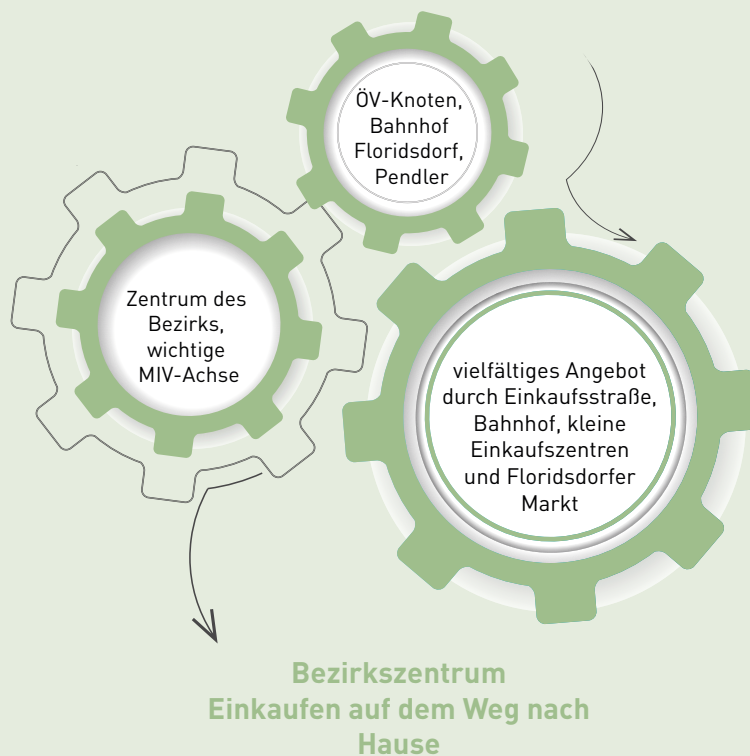 ÖV-Knoten,
Bahnhof
Floridsdorf,
Pendler
Zentrum des
Bezirks,
wichtige
MIV-Achse
vielfältiges Angebot
durch Einkaufsstraße,
Bahnhof, kleine
Einkaufszentren
und Floridsdorfer
Markt
Bezirkszentrum
Einkaufen auf dem Weg nach
Hause